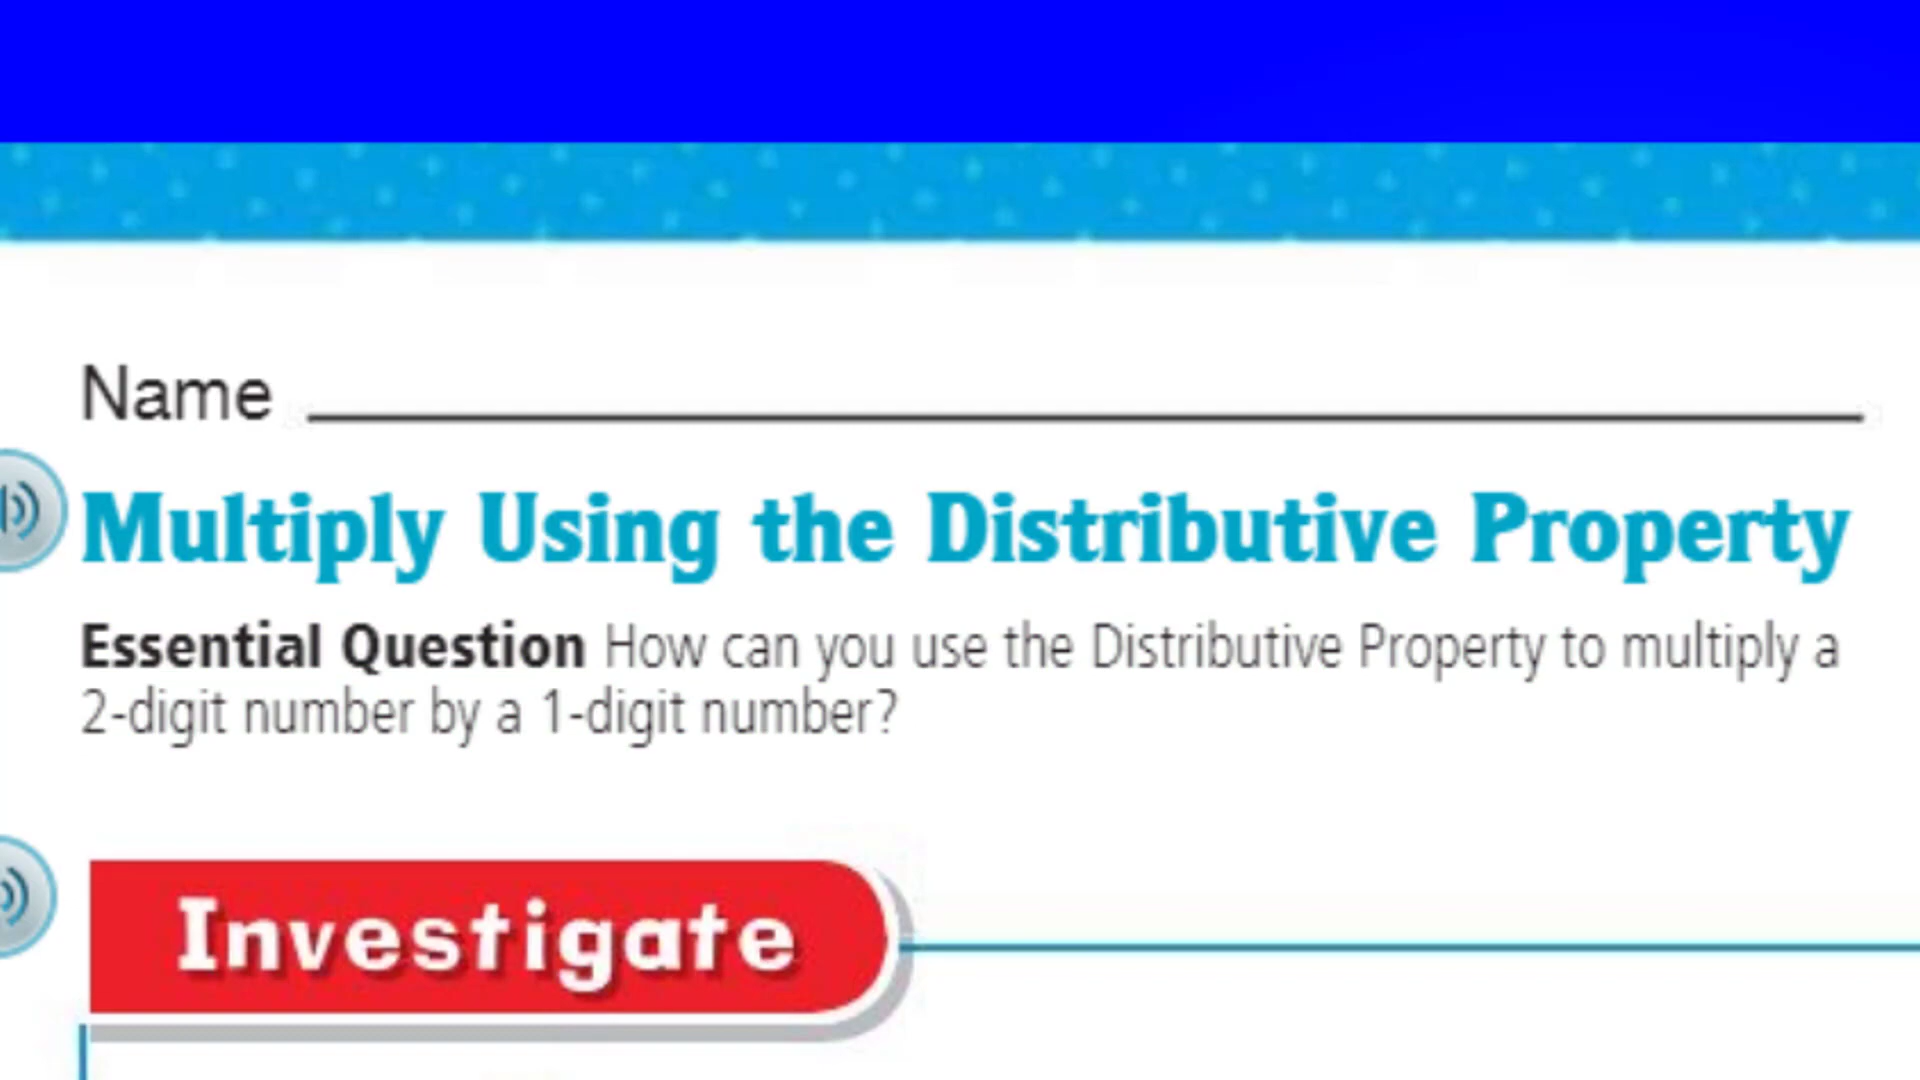 Name
Multiply Using the Distributive Property
Essential Question How can you use the Distributive Property to multiply a
2-digit number by a 1-digit number?
Investigate